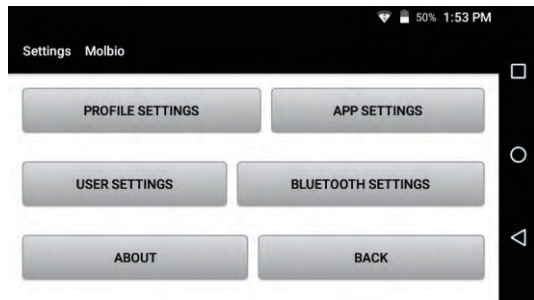 50% 1:53 PM
Settings Molbio
PROFILE SETTINGS APP SETTINGS
USER SETTINGS BLUETOOTH SETTINGS
ABOUT BACK